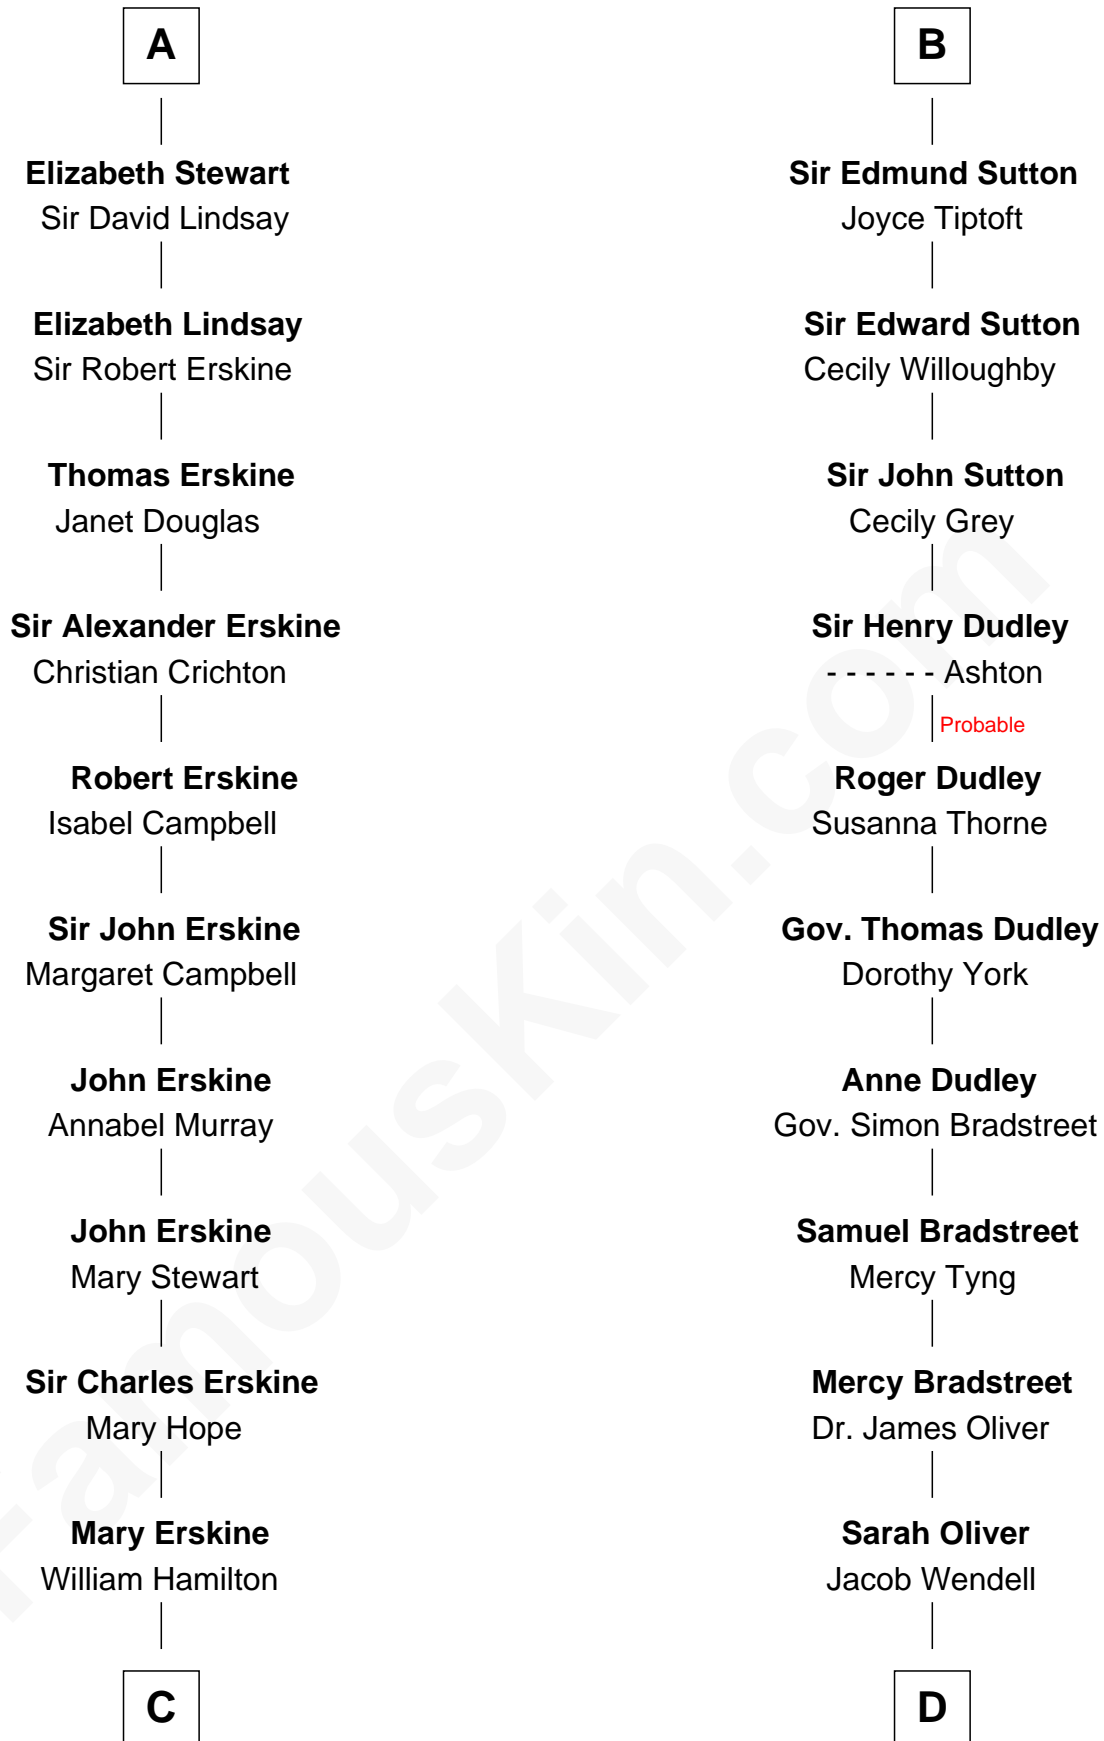 A
Elizabeth Stewart
Sir David Lindsay
Elizabeth Lindsay
Sir Robert Erskine
Thomas Erskine
Janet Douglas
Sir Alexander Erskine
Christian Crichton
Robert Erskine
Isabel Campbell
Sir John Erskine
Margaret Campbell
John Erskine
Annabel Murray
John Erskine
Mary Stewart
Sir Charles Erskine
Mary Hope
Mary Erskine
William Hamilton
C
B
Sir Edmund Sutton
Joyce Tiptoft
Sir Edward Sutton
Cecily Willoughby
Sir John Sutton
Cecily Grey
Sir Henry Dudley
- - - - - - Ashton
Probable
Roger Dudley
Susanna Thorne
Gov. Thomas Dudley
Dorothy York
Anne Dudley
Gov. Simon Bradstreet
Samuel Bradstreet
Mercy Tyng
Mercy Bradstreet
Dr. James Oliver
Sarah Oliver
Jacob Wendell
D
FamousKin.com